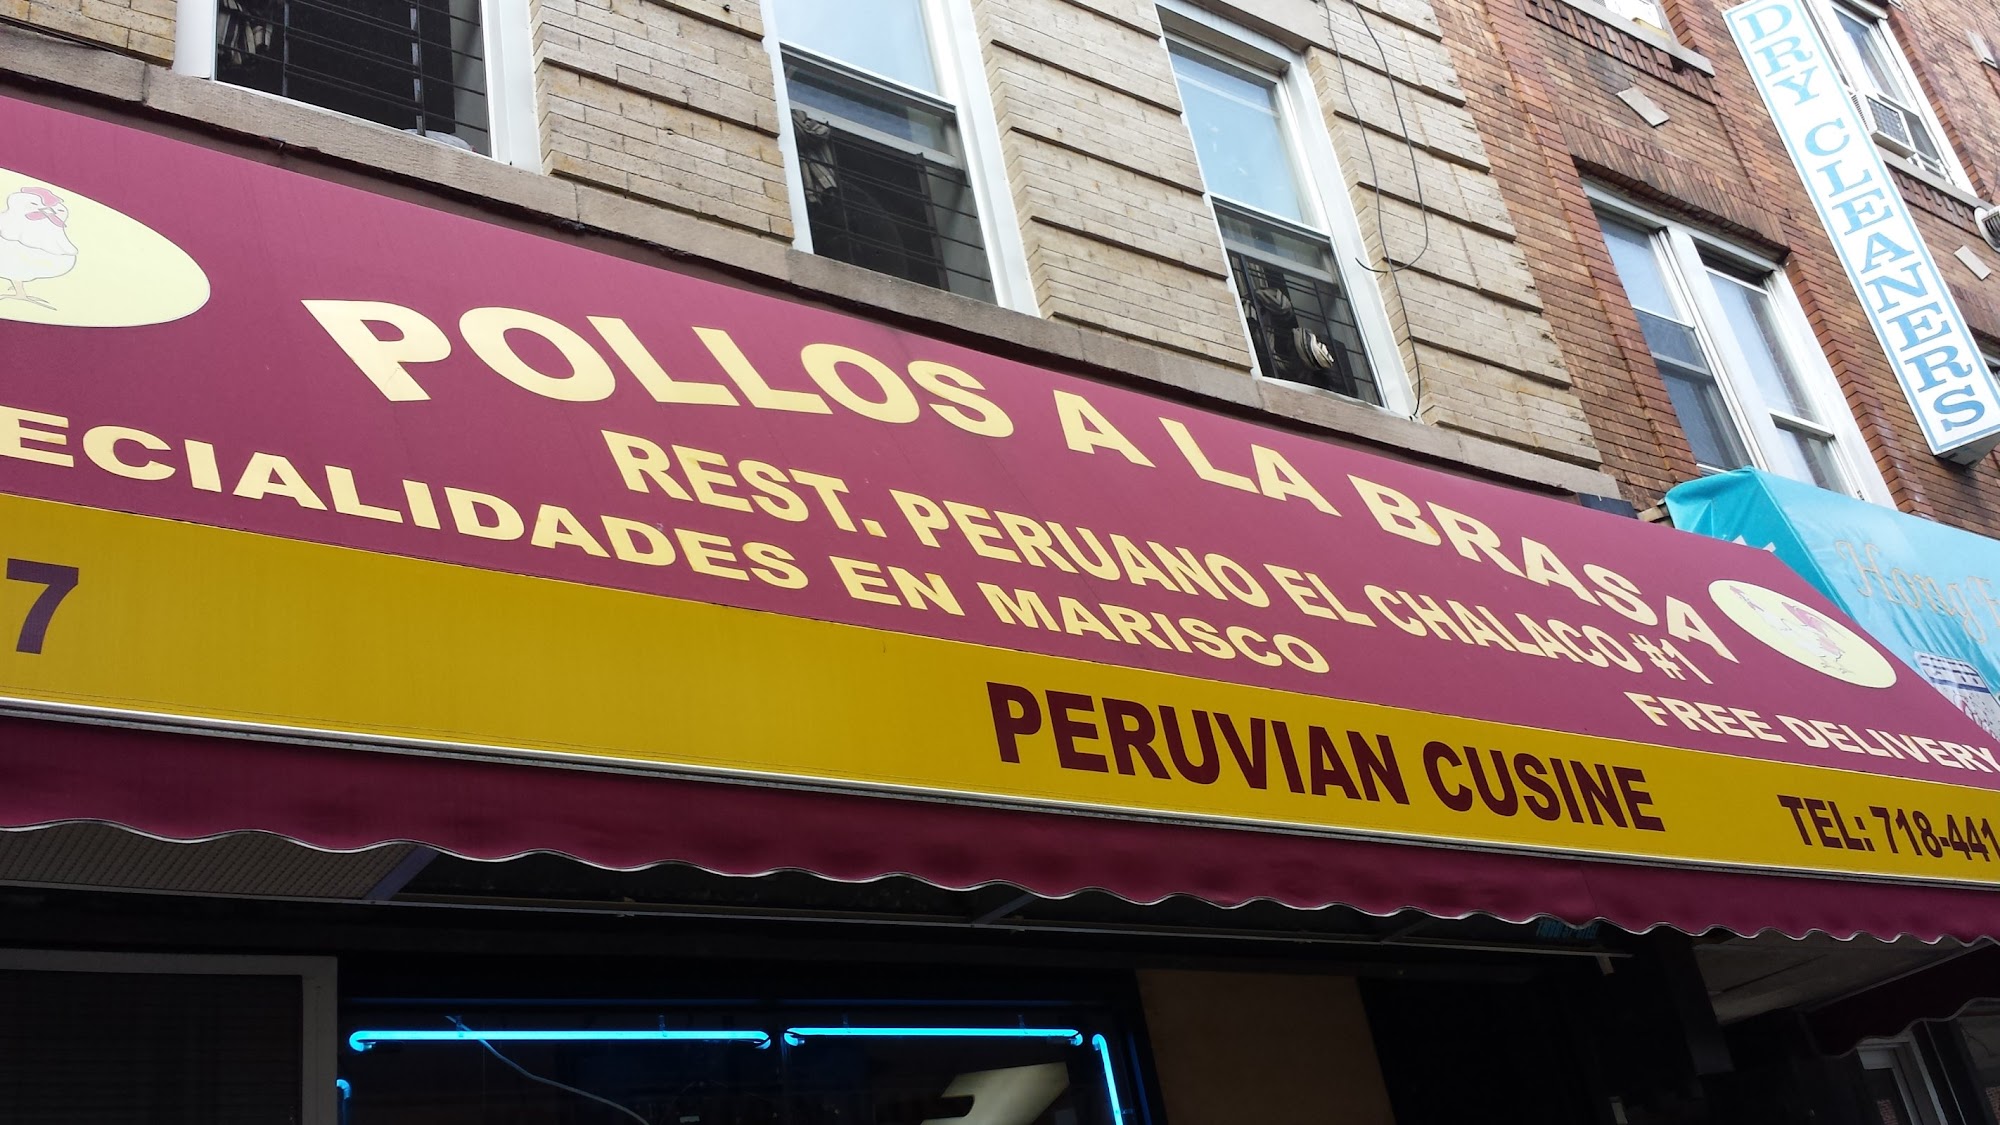 POLLOS A LA BRASA
REST. PERUANO EL CHALACO #1
ECIALIDADES EN MARISCO
FREE DELIVERY
7
PERUVIAN CUSINE
TEL: 718-441
DRY CLEANERS
Hong